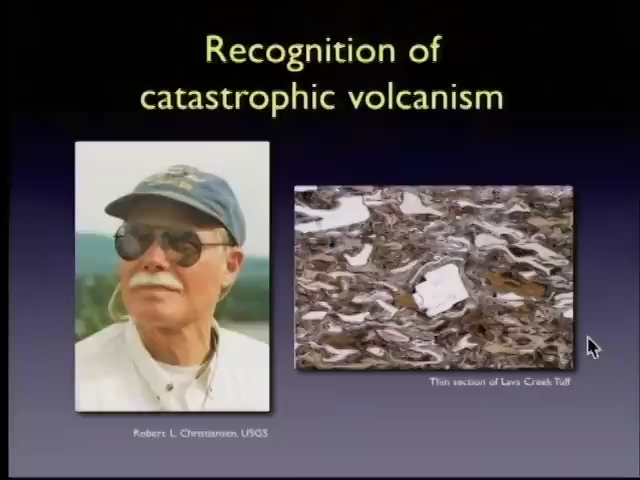 Recognition of
catastrophic volcanism
Thin section of Lava Creek Tuff
Robert L. Christiansen, USGS